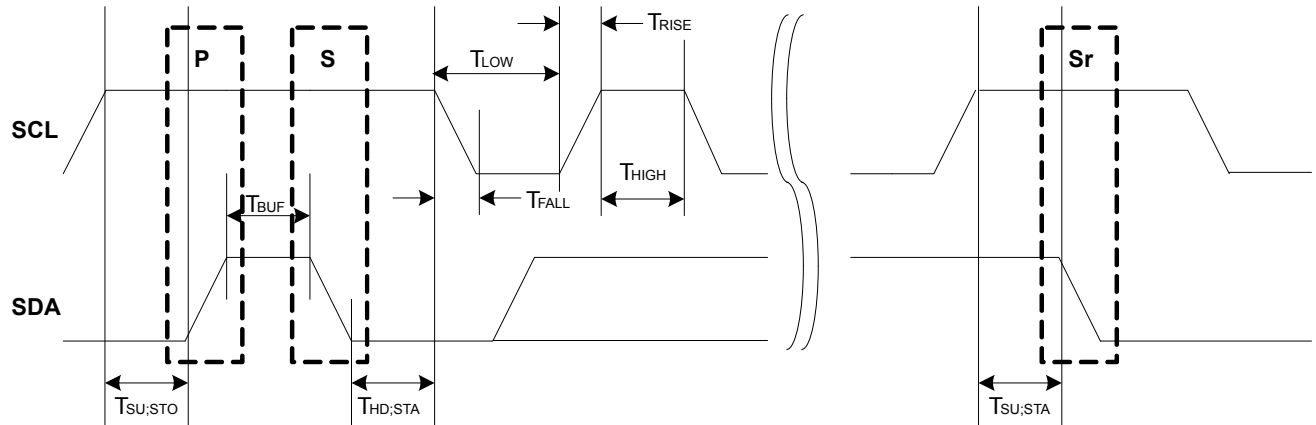 TRISE
P
S
TLOW
Sr
SCL
THIGH
TFALL
TBUF
SDA
TSU;STO
THD;STA
TSU;STA